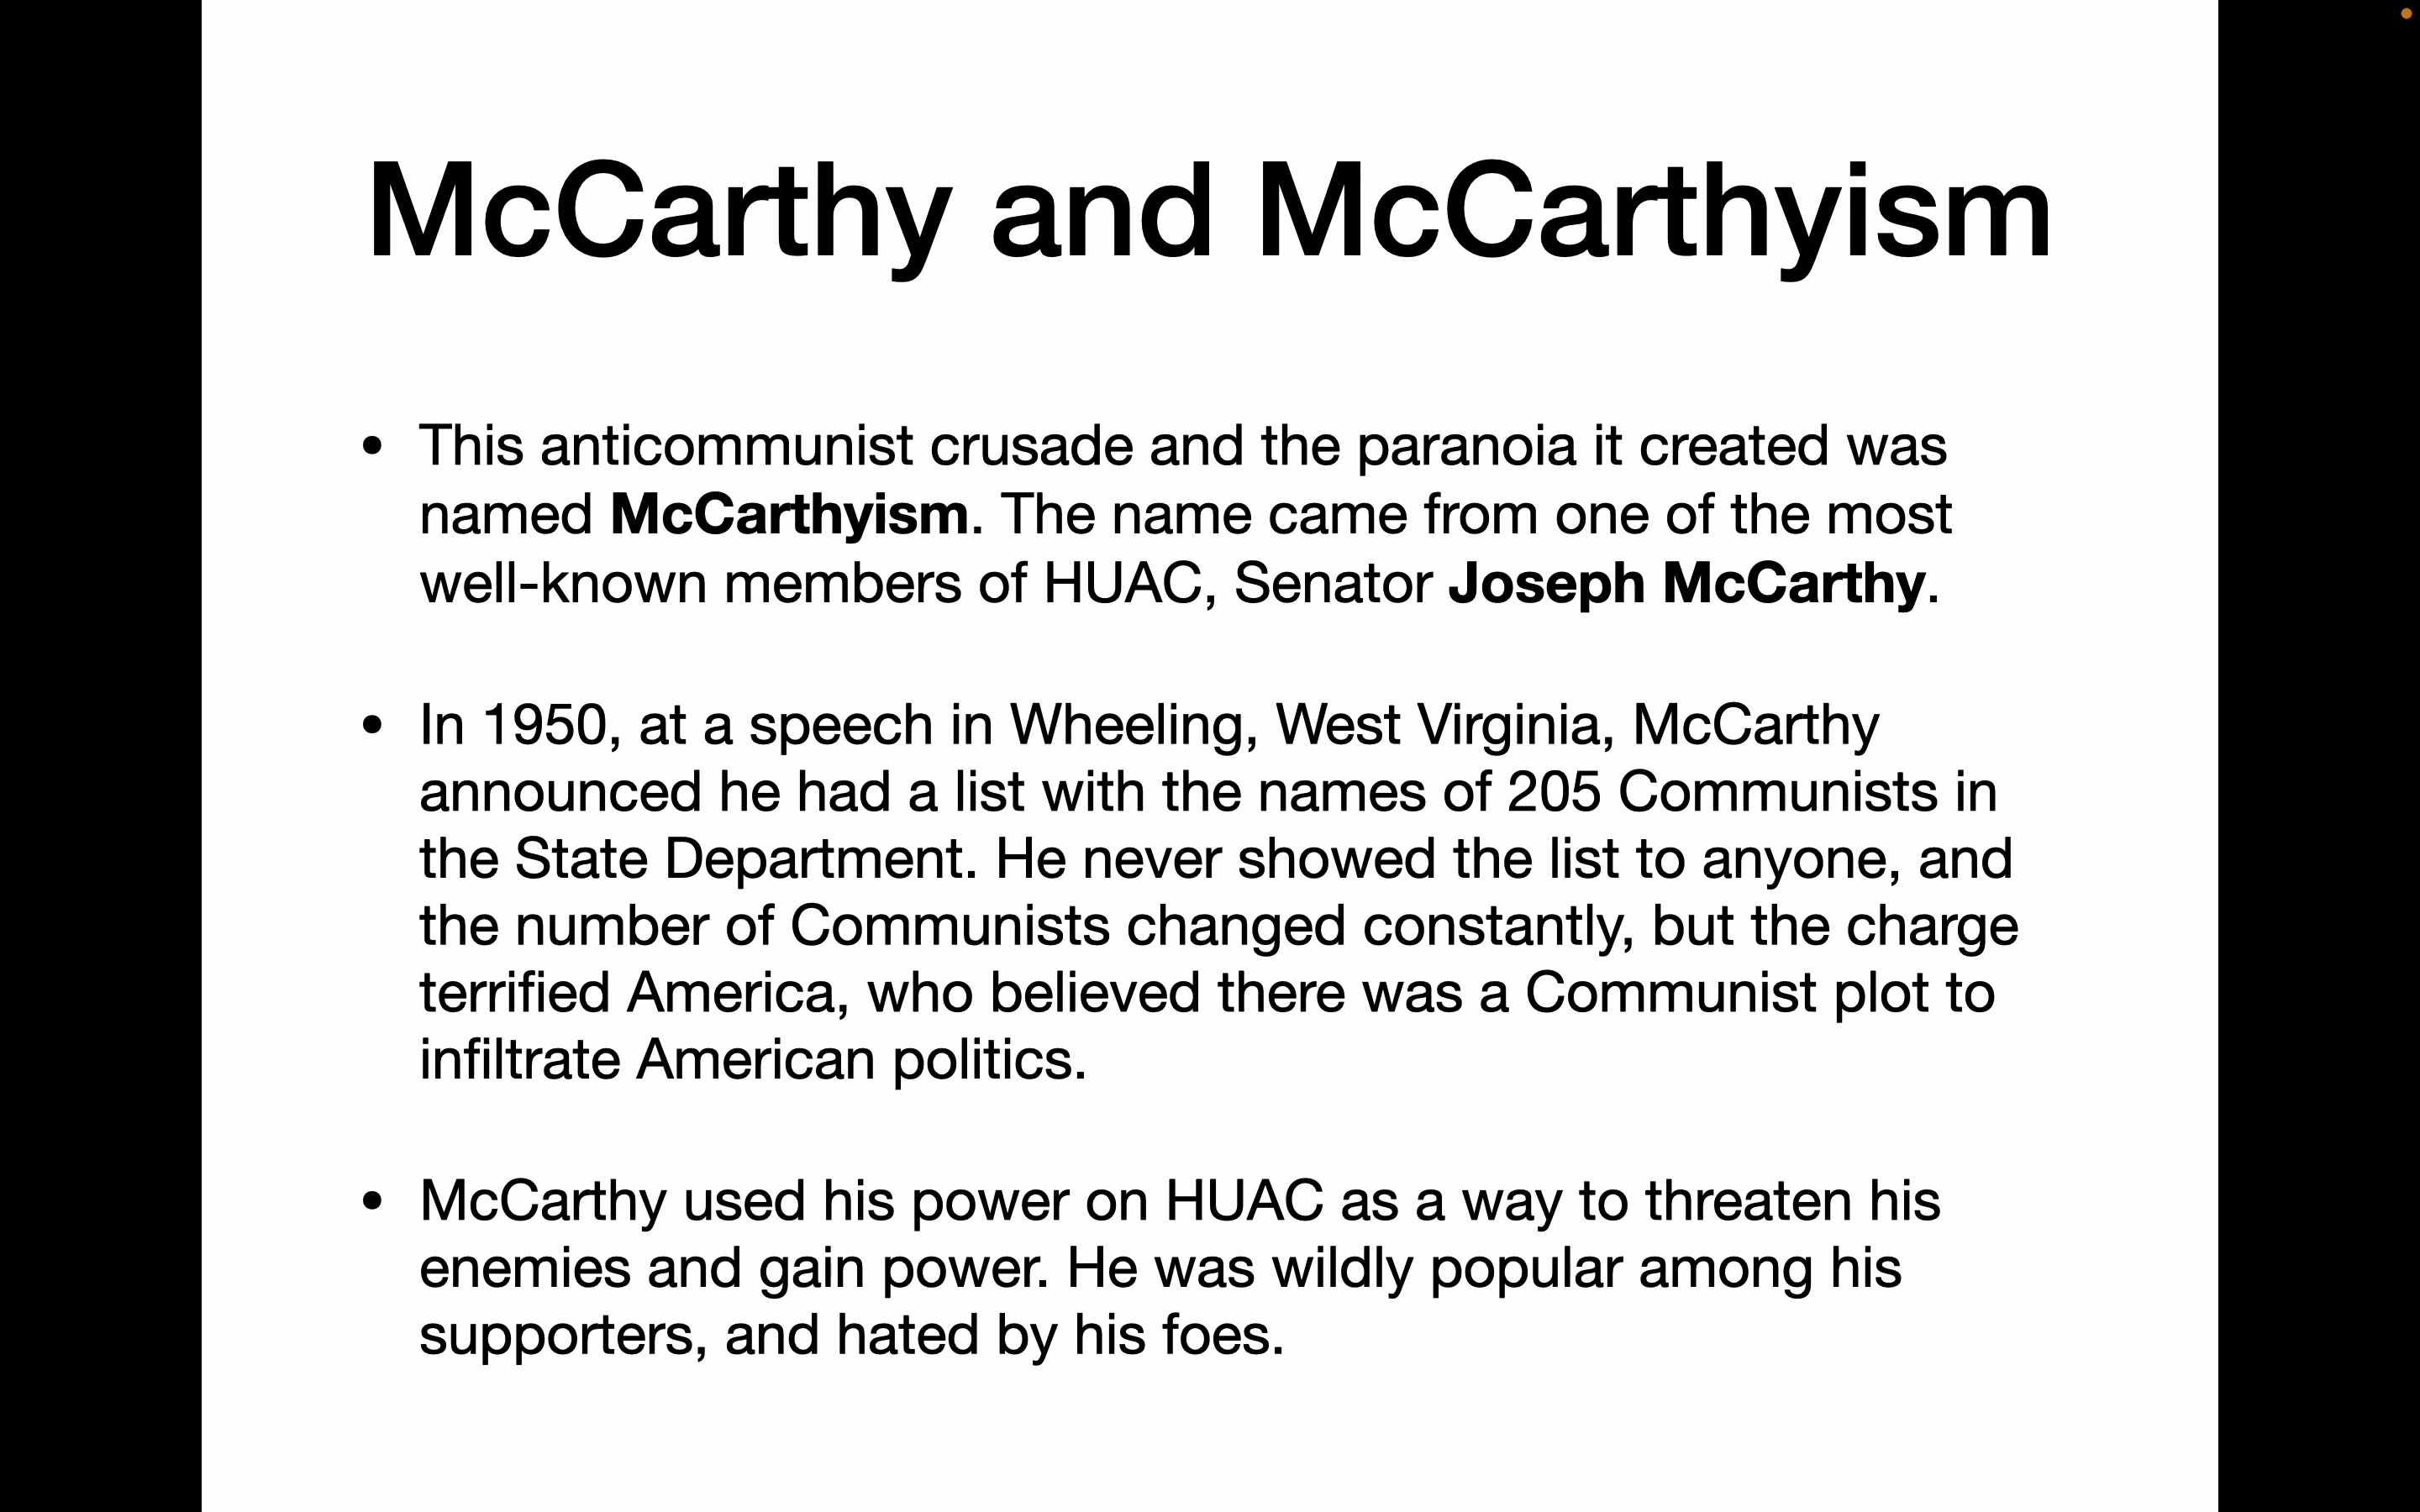 McCarthy and McCarthyism
• This anticommunist crusade and the paranoia it created was
named McCarthyism. The name came from one of the most
well-known members of HUAC, Senator Joseph McCarthy.
• In 1950, at a speech in Wheeling, West Virginia, McCarthy
announced he had a list with the names of 205 Communists in
the State Department. He never showed the list to anyone, and
the number of Communists changed constantly, but the charge
terrified America, who believed there was a Communist plot to
infiltrate American politics.
• McCarthy used his power on HUAC as a way to threaten his
enemies and gain power. He was wildly popular among his
supporters, and hated by his foes.